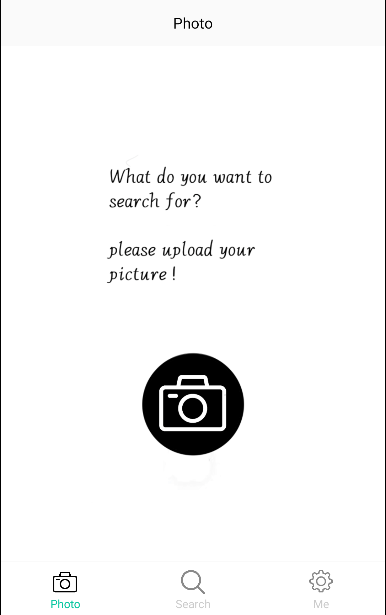 Photo
What do you want to
search for?
please upload your
picture !
Photo
Search
Me